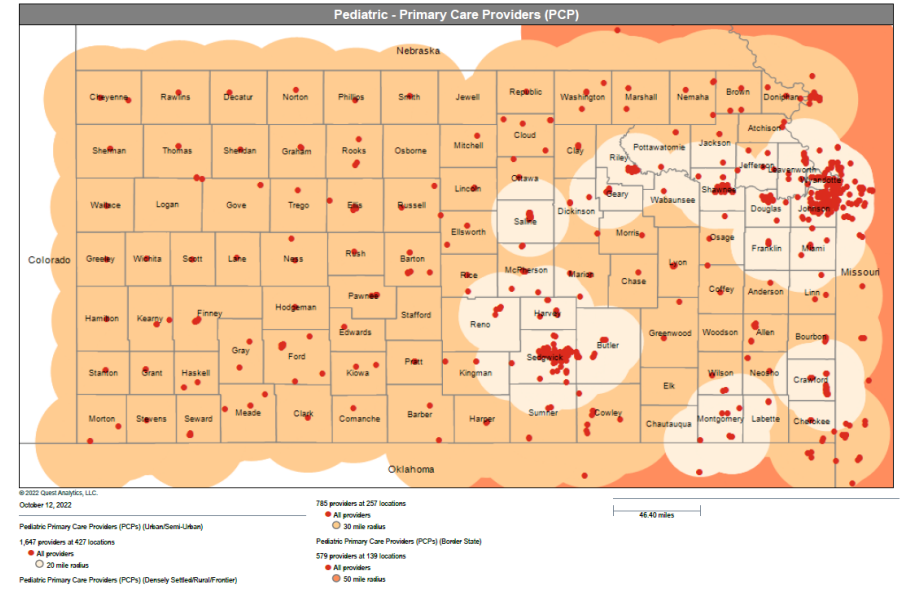 Pediatric - Primary Care Providers (PCP)
Nebraska
Cheyenne Rawlins Decatur Norton Phillips Smith Jewell Republic Washington Marshall Nemaha Brown Doniphan
Atchison
Cloud
Sherman Thomas Sheridan Graham Rooks Osborne Mitchell Clay Riley Pottawatomie Jackson
Jefferson Leavenworth
Ottawa
Wyandotte
Lincoln Geary Wabaunsee Shawnee
Wallace Logan Gove Trego Ellis Russell Dickinson Douglas Johnson
Saline
Ellsworth Morris Osage
Franklin Miami
Colorado Greeley Wichita Scott Lane Ness Rush Barton Lyon
Missouri
Rice McPherson Marion Chase
Coffey Anderson Linn
Pawnee
Hamilton Kearny Finney Hodgeman Stafford Reno Harvey
Edwards Greenwood Woodson Allen Bourbon
Gray Ford Sedgwick Butler
Stanton Grant Haskell Kiowa Pratt Kingman Wilson Neosho Crawford
Elk
Morton Stevens Seward Meade Clark Comanche Barber Harper Sumner Cowley Chautauqua Montgomery Labette Cherokee
Oklahoma
© 2022 Quest Analytics, LLC.
October 12, 2022
Pediatric Primary Care Providers (PCPs) (Urban/Semi-Urban)
1,647 providers at 427 locations
All providers
20 mile radius
Pediatric Primary Care Providers (PCPs) (Densely Settled/Rural/Frontier)
785 providers at 257 locations
All providers
30 mile radius
Pediatric Primary Care Providers (PCPs) (Border State)
579 providers at 139 locations
All providers
50 mile radius
46.40 miles